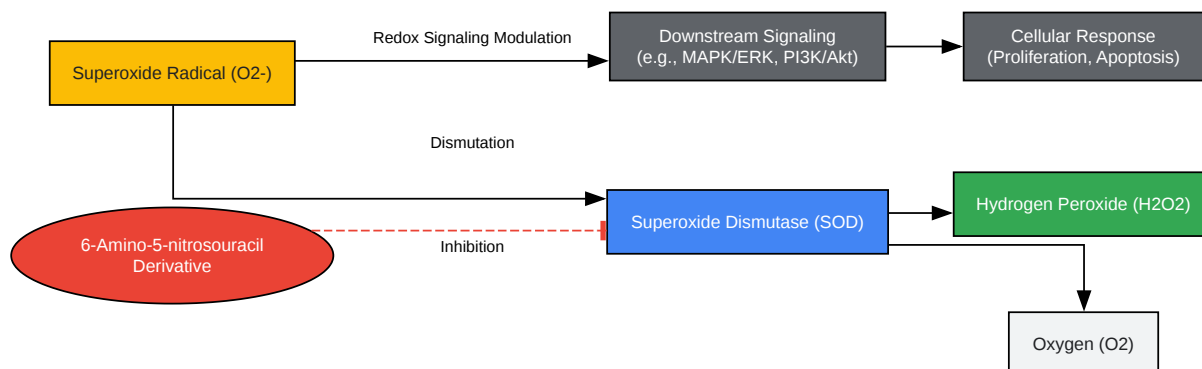 Redox Signaling Modulation
Superoxide Radical (O2-)
Downstream Signaling
(e.g., MAPK/ERK, PI3K/Akt)
Cellular Response
(Proliferation, Apoptosis)
Dismutation
6-Amino-5-nitrosouracil
Derivative
Inhibition
Superoxide Dismutase (SOD)
Hydrogen Peroxide (H2O2)
Oxygen (O2)